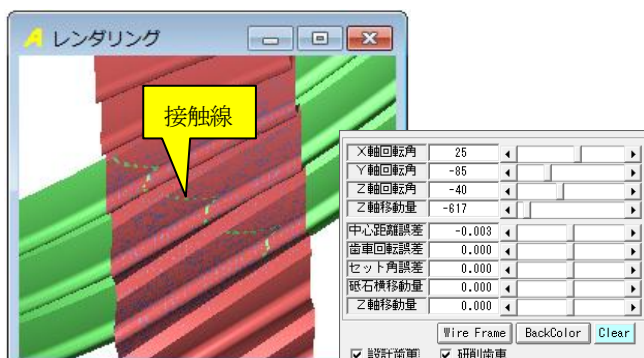 レンダリング
接触線
X軸回転角 25
Y軸回転角 -85
Z軸回転角 -40
Z軸移動量 -617
中心距離誤差 -0.003
歯車回転誤差 0.000
セット角誤差 0.000
砥石横移動量 0.000
Z軸移動量 0.000
Wire Frame BackColor Clear
設計歯車 研削歯車